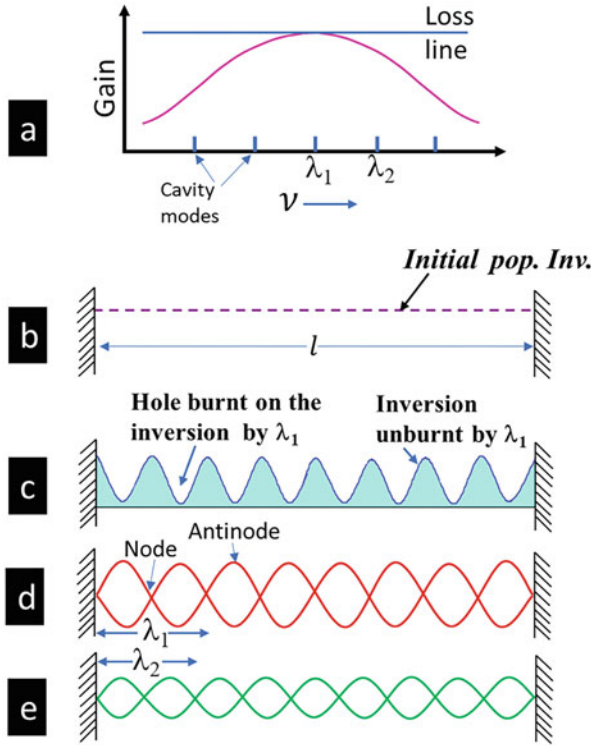 Loss
line
Gain
a
λ1
λ2
Cavity
modes
ν
Initial pop. Inv.
b
l
Hole burnt on the
inversion by λ1
Inversion
unburnt by λ1
c
Antinode
Node
d
λ1
λ2
e